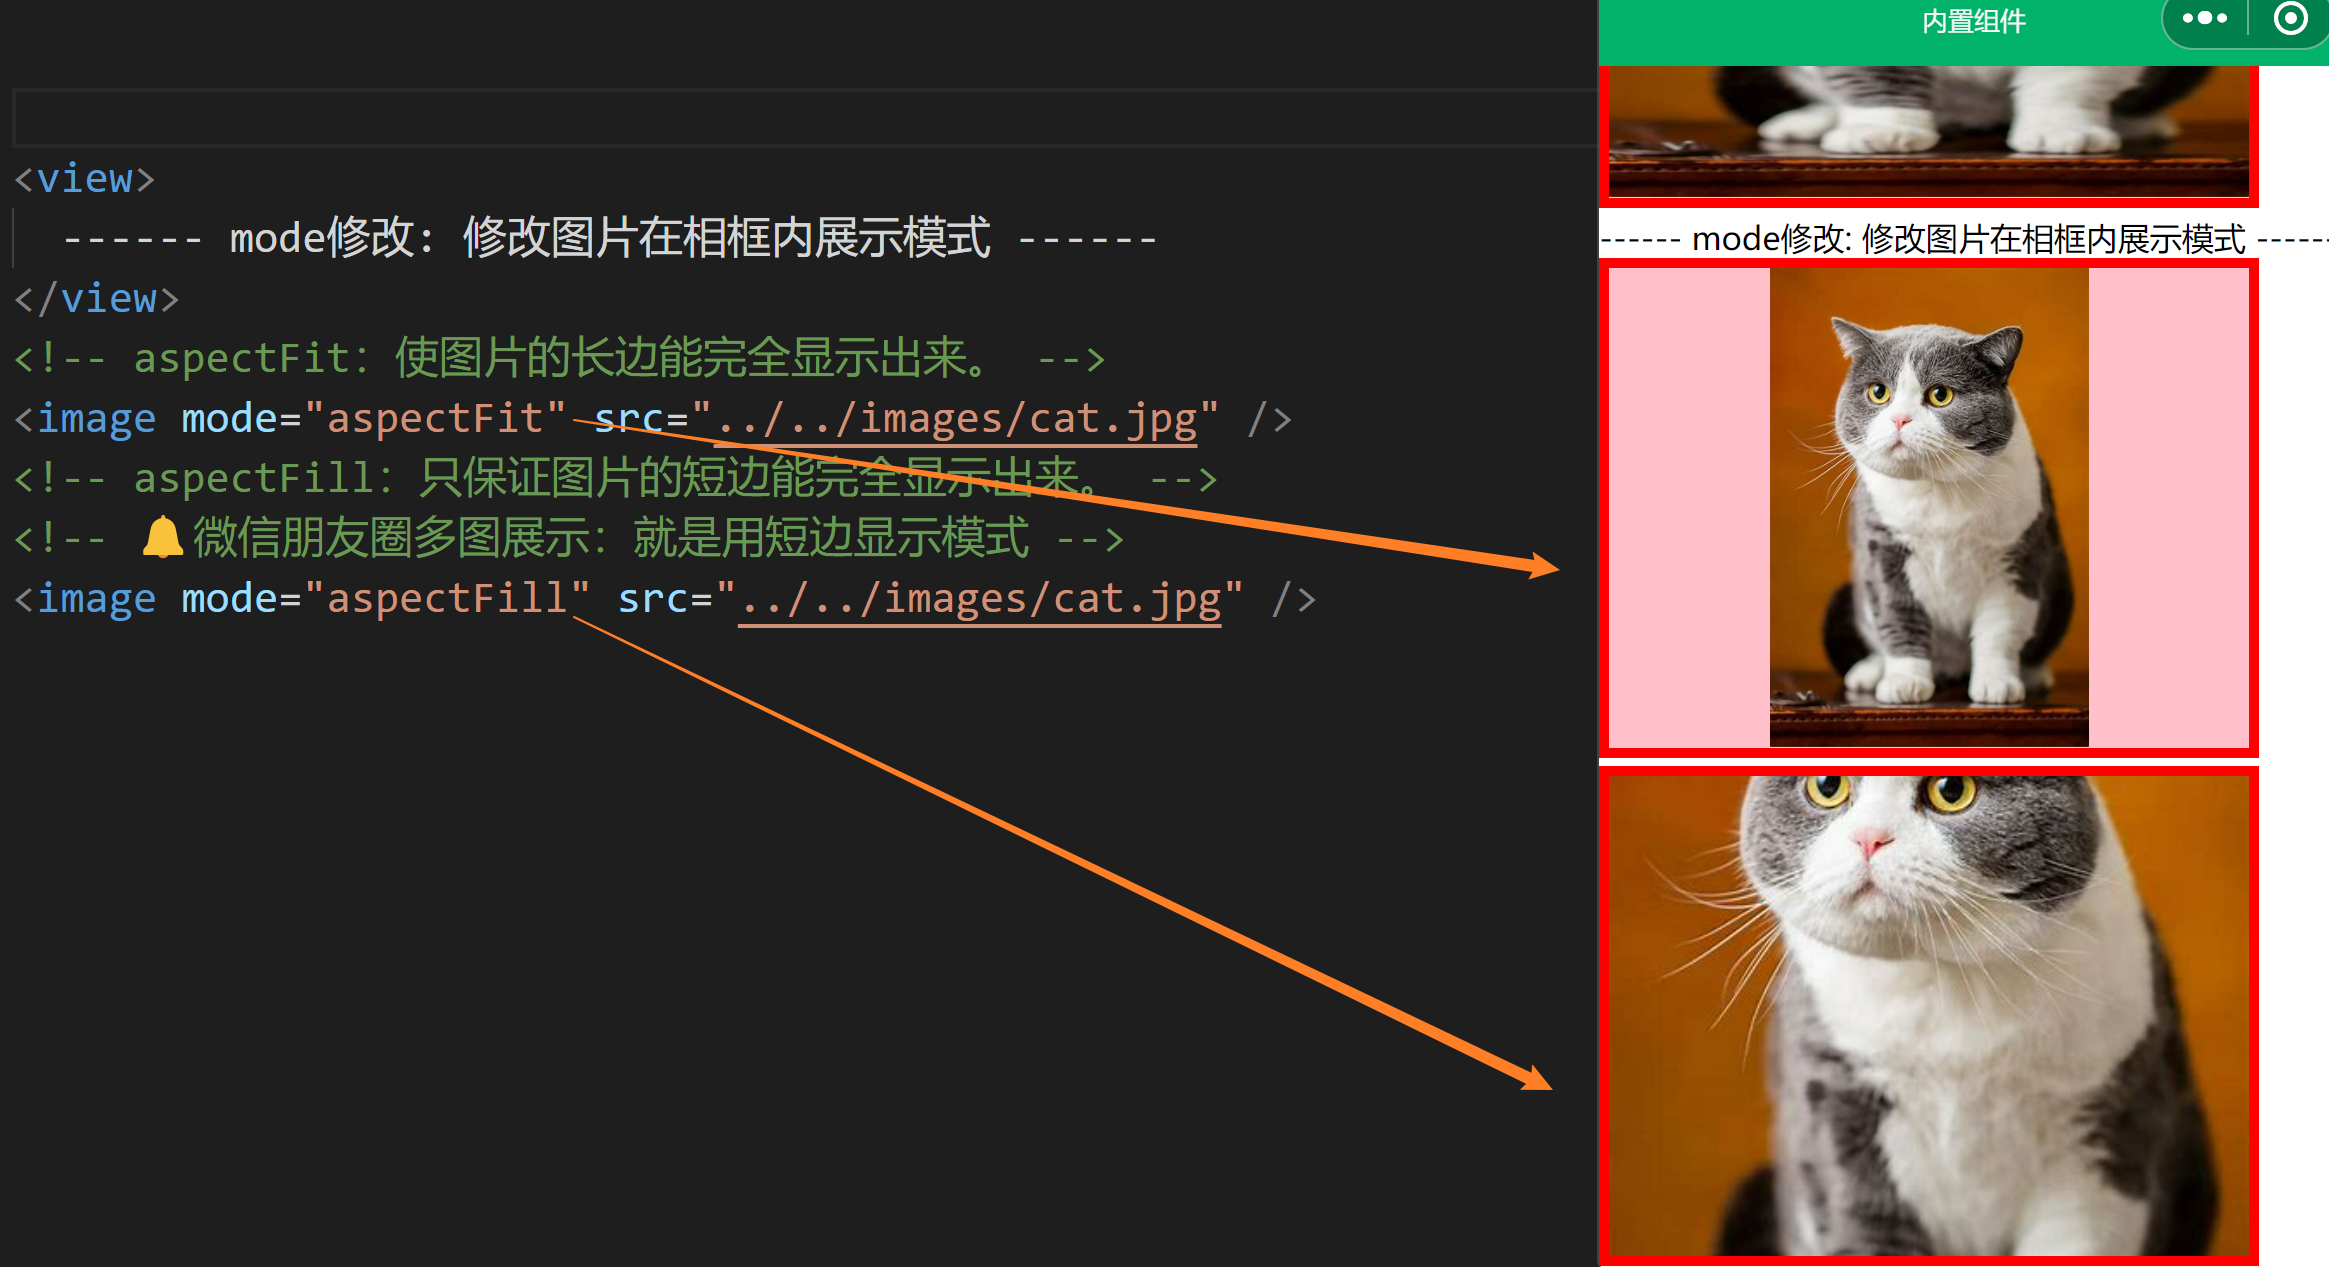 内置组件
<view>
------ mode修改: 修改图片在相框内展示模式 ------
</view>
<!-- aspectFit: 使图片的长边能完全显示出来。 -->
<image mode="aspectFit" src="../../images/cat.jpg" />
<!-- aspectFill: 只保证图片的短边能完全显示出来。 -->
<!-- 🔔微信朋友圈多图展示: 就是用短边显示模式 -->
<image mode="aspectFill" src="../../images/cat.jpg" />
------ mode修改: 修改图片在相框内展示模式 ------